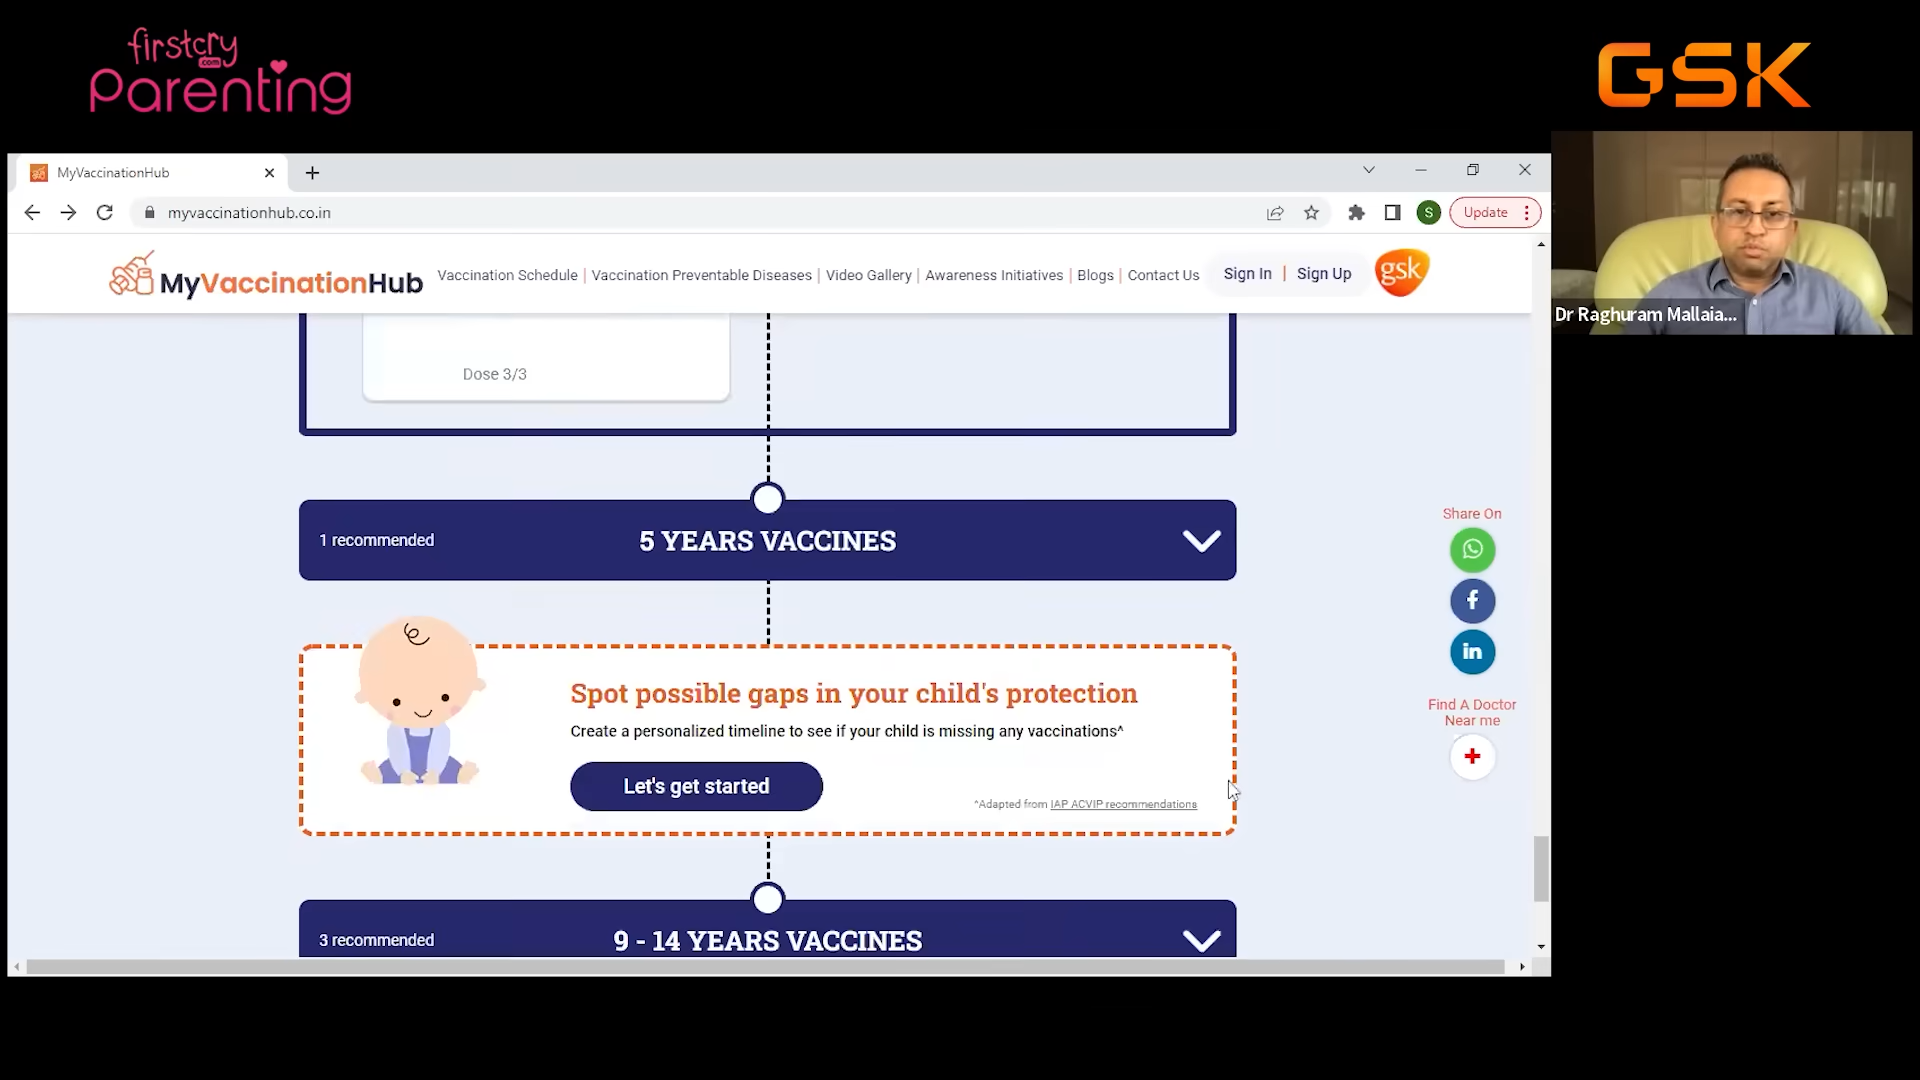 firstcry
.com
Parenting
GSK
MyVaccinationHub
myvaccinationhub.co.in
S
Update
MyVaccinationHub
Vaccination Schedule | Vaccination Preventable Diseases | Video Gallery | Awareness Initiatives | Blogs | Contact Us
Sign In | Sign Up
gsk
Dr Raghuram Mallaia...
Dose 3/3
1 recommended
5 YEARS VACCINES
Share On
f
in
Find A Doctor
Near me
Spot possible gaps in your child's protection
Create a personalized timeline to see if your child is missing any vaccinations^
Let's get started
^Adapted from IAP ACVIP recommendations
3 recommended
9 - 14 YEARS VACCINES